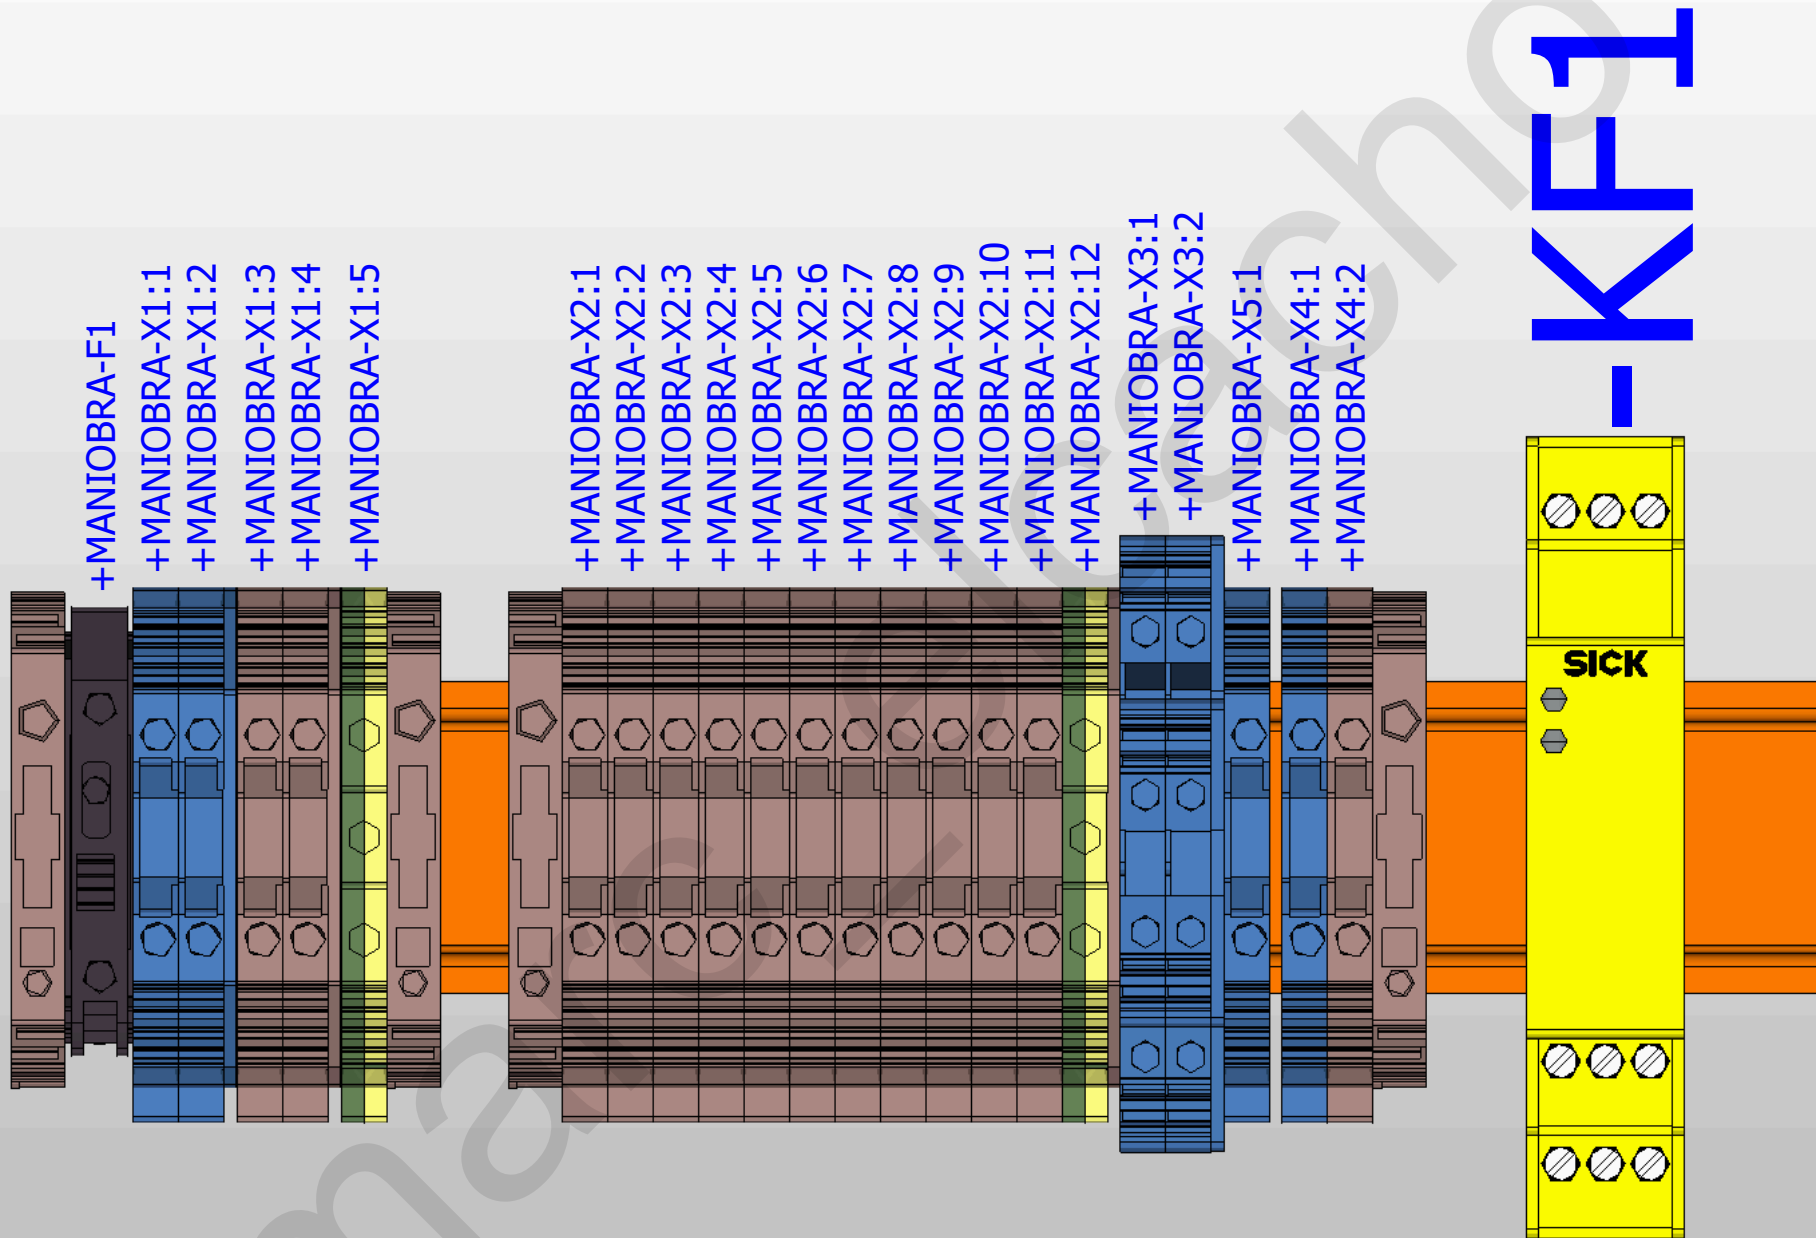 +MANIOBRA-F1
+MANIOBRA-X1:1
+MANIOBRA-X1:2
+MANIOBRA-X1:3
+MANIOBRA-X1:4
+MANIOBRA-X1:5
+MANIOBRA-X2:1
+MANIOBRA-X2:2
+MANIOBRA-X2:3
+MANIOBRA-X2:4
+MANIOBRA-X2:5
+MANIOBRA-X2:6
+MANIOBRA-X2:7
+MANIOBRA-X2:8
+MANIOBRA-X2:9
+MANIOBRA-X2:10
+MANIOBRA-X2:11
+MANIOBRA-X2:12
+MANIOBRA-X3:1
+MANIOBRA-X3:2
+MANIOBRA-X5:1
+MANIOBRA-X4:1
+MANIOBRA-X4:2
-KF1
SICK
marc_elcacho